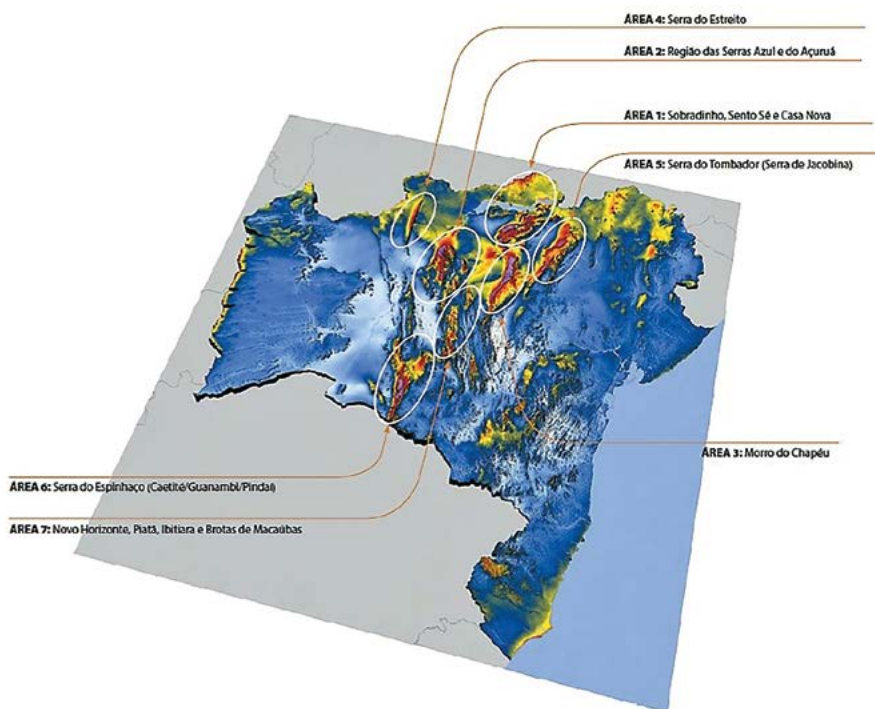 ÁREA 4: Serra do Estreito
ÁREA 2: Região das Serras Azul e do Açuruá
ÁREA 1: Sobradinho, Sento Sé e Casa Nova
ÁREA 5: Serra do Tombador (Serra de Jacobina)
ÁREA 3: Morro do Chapéu
ÁREA 6: Serra do Espinhaço (Caetité/Guanambi/Pindaí)
ÁREA 7: Novo Horizonte, Piatã, Ibitiara e Brotas de Macaúbas